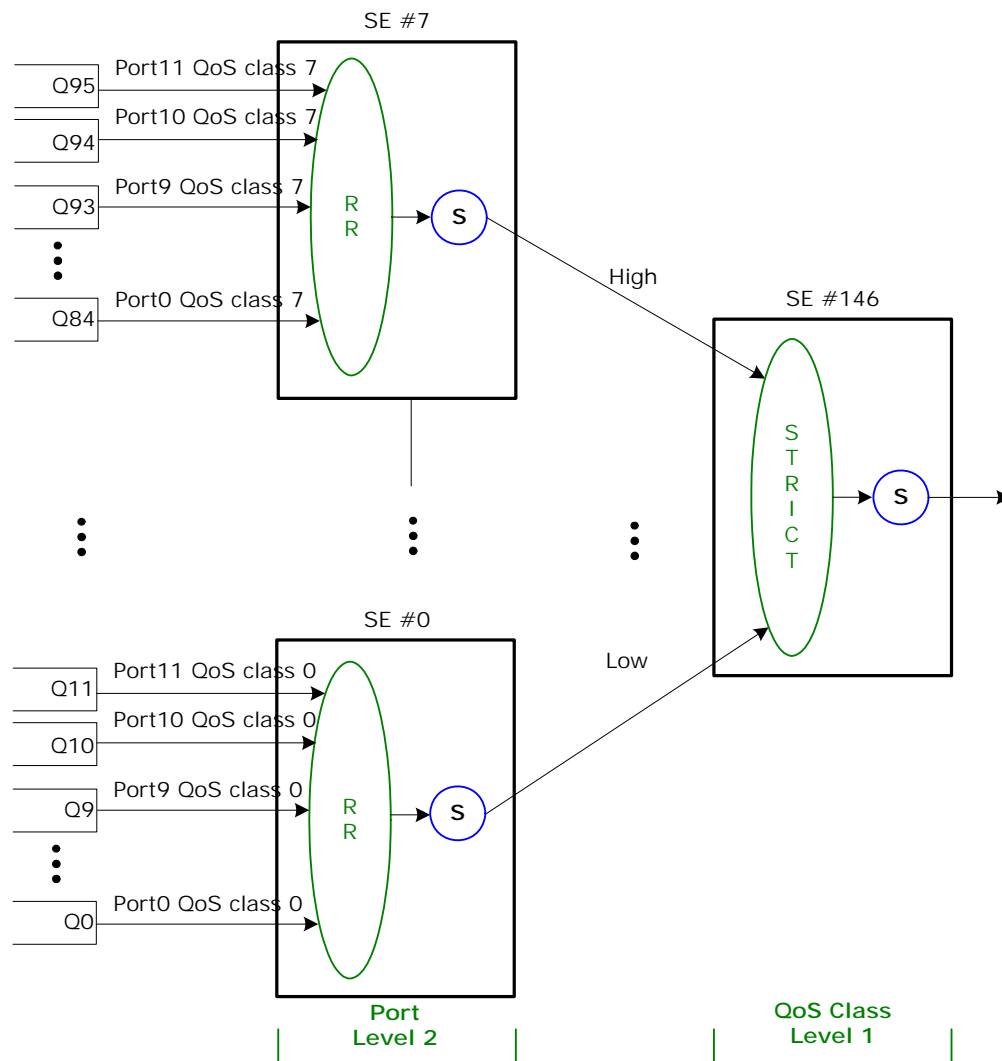 SE #7
Q95
Port11 QoS class 7
Q94
Port10 QoS class 7
Q93
Port9 QoS class 7
Q84
Port0 QoS class 7
R
R
S
High
SE #146
S
T
R
I
C
T
S
SE #0
Q11
Port11 QoS class 0
Q10
Port10 QoS class 0
Q9
Port9 QoS class 0
Q0
Port0 QoS class 0
R
R
S
Low
Port
Level 2
QoS Class
Level 1